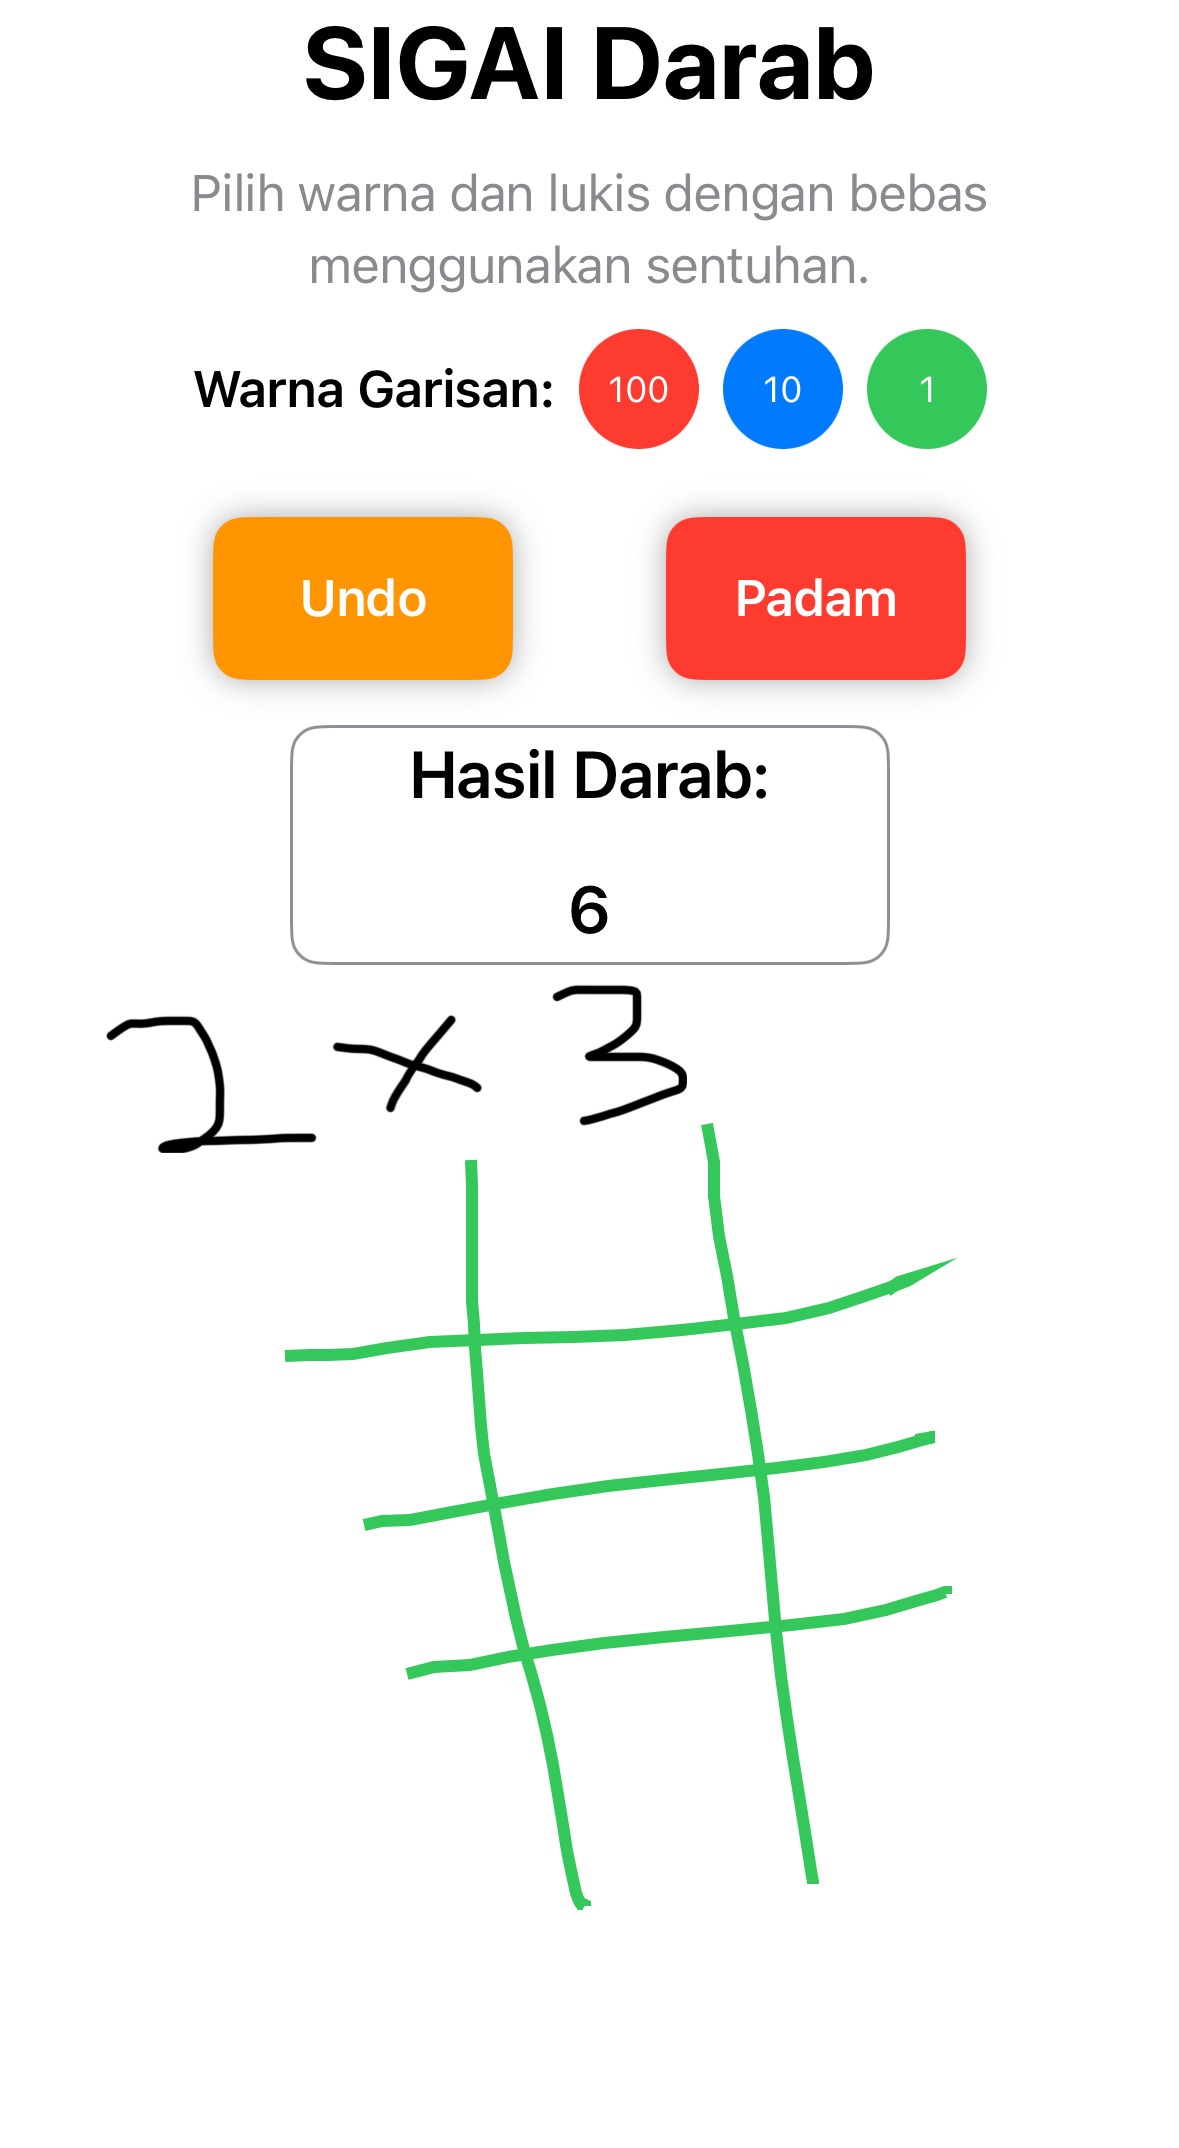 SIGAI Darab
Pilih warna dan lukis dengan bebas
menggunakan sentuhan.
Warna Garisan: 100 10 1
Undo Padam
Hasil Darab:
6
2 x 3